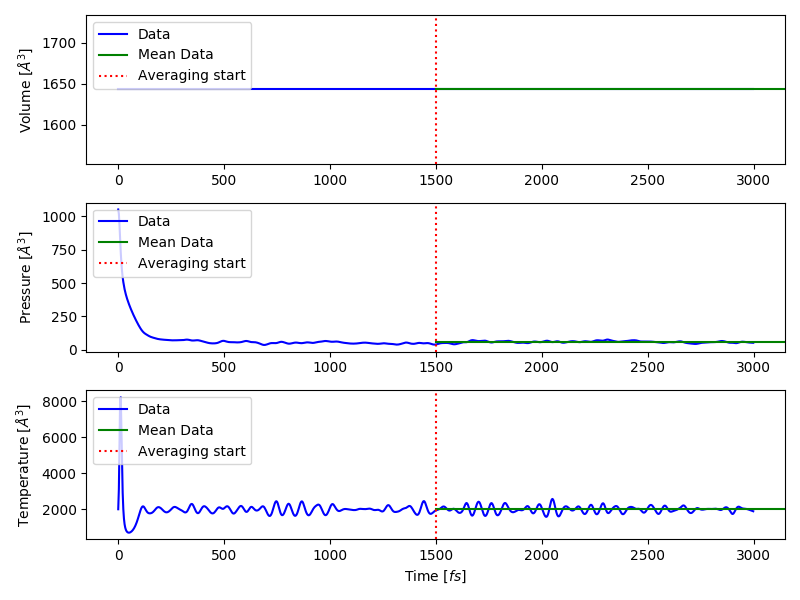 Volume [Å³]
1700
1650
1600
Data
Mean Data
Averaging start
0 500 1000 1500 2000 2500 3000
Pressure [Å³]
1000
750
500
250
0
Data
Mean Data
Averaging start
0 500 1000 1500 2000 2500 3000
Temperature [Å³]
8000
6000
4000
2000
Data
Mean Data
Averaging start
0 500 1000 1500 2000 2500 3000
Time [fs]